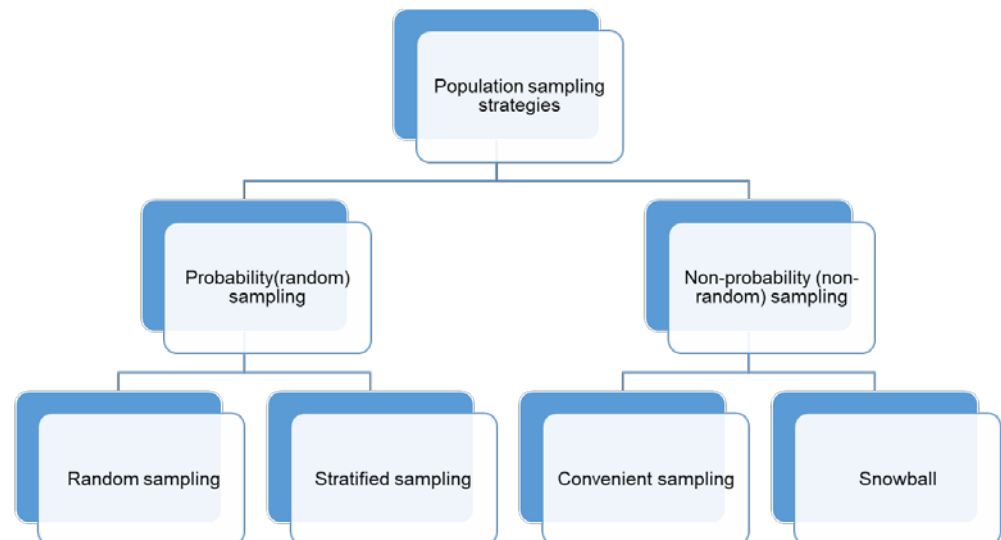 Population sampling
strategies
Probability(random)
sampling
Non-probability (non-
random) sampling
Random sampling
Stratified sampling
Convenient sampling
Snowball